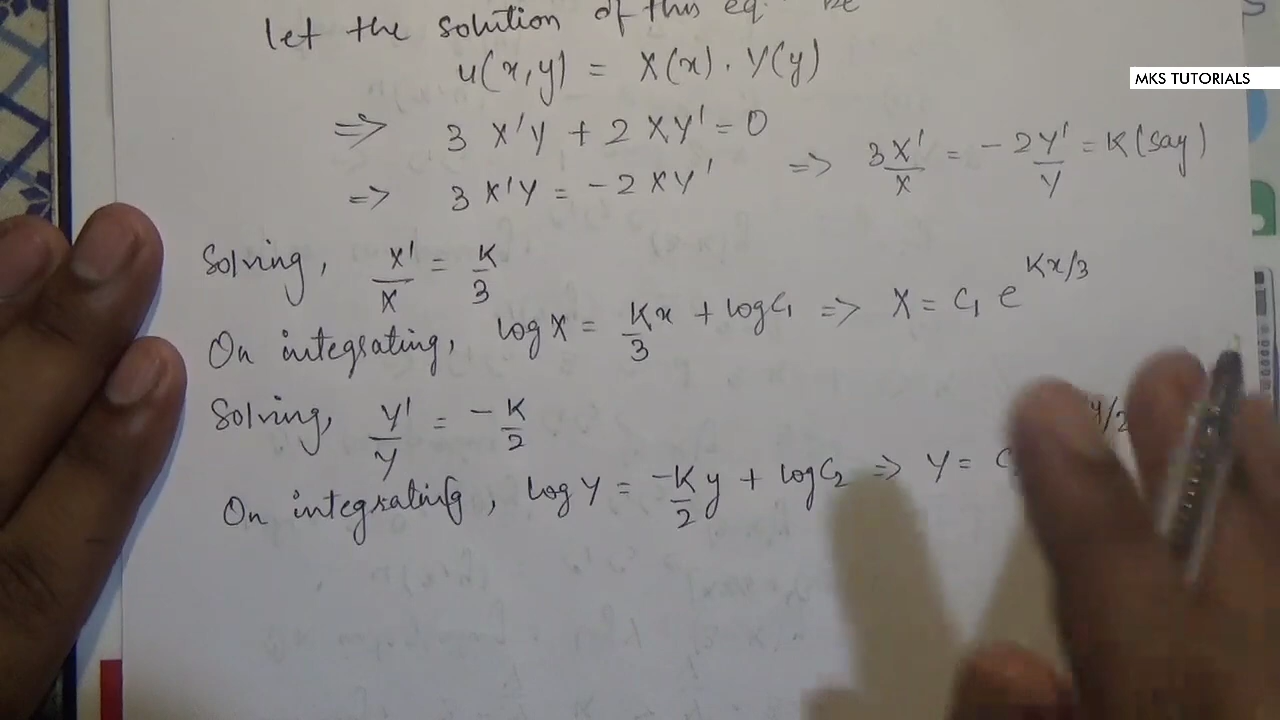 let the solution of this eq. be
u(x,y) = X(x) . Y(y)
MKS TUTORIALS
=> 3 X'Y + 2 XY' = 0
=> 3 X'Y = -2 XY' => 3X'/X = -2Y'/Y = K (say)
Solving, X'/X = K/3
On integrating, log X = K/3 x + log C₁ => X = C₁ e^(Kx/3)
Solving, Y'/Y = -K/2
On integrating, log Y = -K/2 y + log C₂ => Y = C y/2